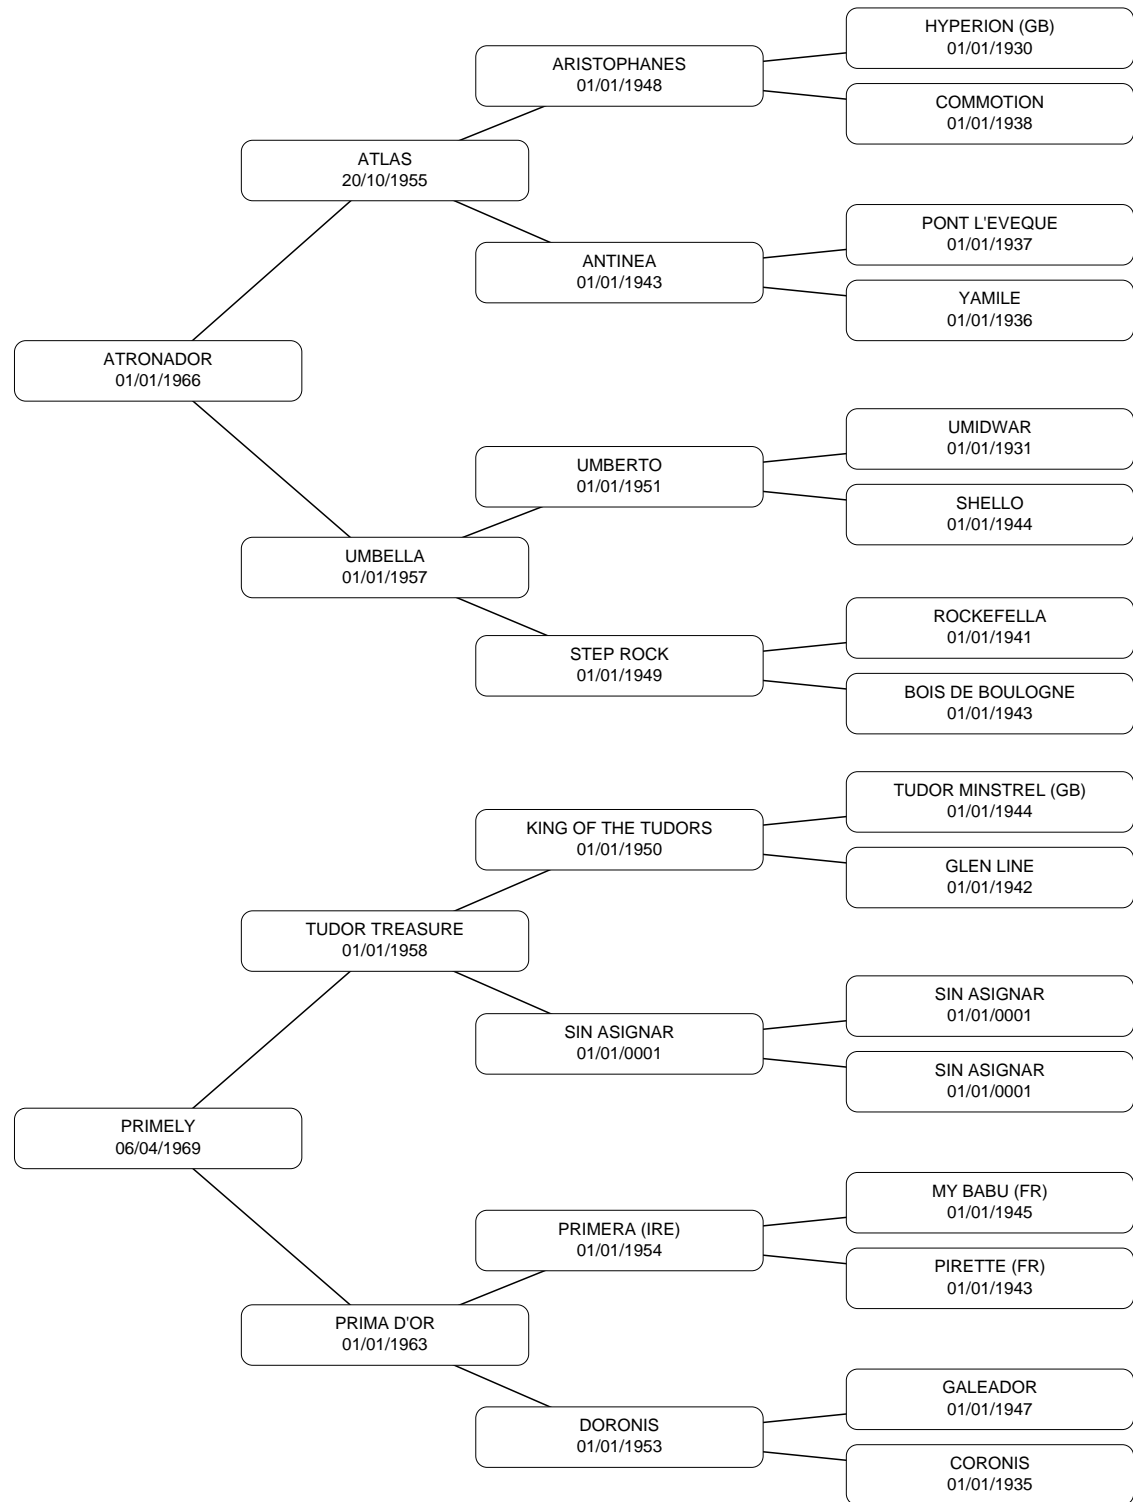 HYPERION (GB)
01/01/1930
ARISTOPHANES
01/01/1948
COMMOTION
01/01/1938
ATLAS
20/10/1955
PONT L'EVEQUE
01/01/1937
ANTINEA
01/01/1943
YAMILE
01/01/1936
ATRONADOR
01/01/1966
UMIDWAR
01/01/1931
UMBERTO
01/01/1951
SHELLO
01/01/1944
UMBELLA
01/01/1957
ROCKEFELLA
01/01/1941
STEP ROCK
01/01/1949
BOIS DE BOULOGNE
01/01/1943
TUDOR MINSTREL (GB)
01/01/1944
KING OF THE TUDORS
01/01/1950
GLEN LINE
01/01/1942
TUDOR TREASURE
01/01/1958
SIN ASIGNAR
01/01/0001
SIN ASIGNAR
01/01/0001
SIN ASIGNAR
01/01/0001
PRIMELY
06/04/1969
MY BABU (FR)
01/01/1945
PRIMERA (IRE)
01/01/1954
PIRETTE (FR)
01/01/1943
PRIMA D'OR
01/01/1963
GALEADOR
01/01/1947
DORONIS
01/01/1953
CORONIS
01/01/1935